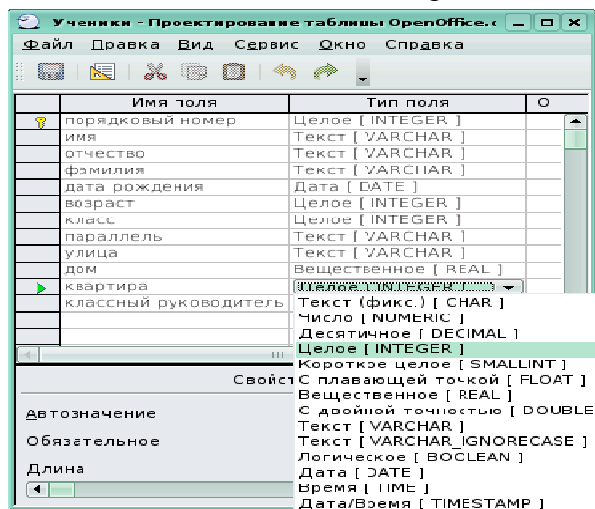 Ученики - Проектирование таблицы OpenOffice.c
Файл Правка Вид Сервис Окно Справка
Имя поля Тип поля О
порядковый номер Целое [ INTEGER ]
имя Текст [ VARCHAR ]
отчество Текст [ VARCHAR ]
фамилия Текст [ VARCHAR ]
дата рождения Дата [ DATE ]
возраст Целое [ INTEGER ]
класс Целое [ INTEGER ]
параллель Текст [ VARCHAR ]
улица Текст [ VARCHAR ]
дом Вещественное [ REAL ]
квартира Целое [ INTEGER ]
классный руководитель Текст (фикс.) [ CHAR ]
Число [ NUMERIC ]
Десятичное [ DECIMAL ]
Целое [ INTEGER ]
Короткое целое [ SMALLINT ]
Свойст С плавающей точкой [ FLOAT ]
Вещественное [ REAL ]
Автозначение С двойной точностью [ DOUBLE
Текст [ VARCHAR ]
Обязательное Текст [ VARCHAR_IGNORECASE ]
Логическое [ BOOLEAN ]
Длина Дата [ DATE ]
Время [ TIME ]
Дата/Время [ TIMESTAMP ]